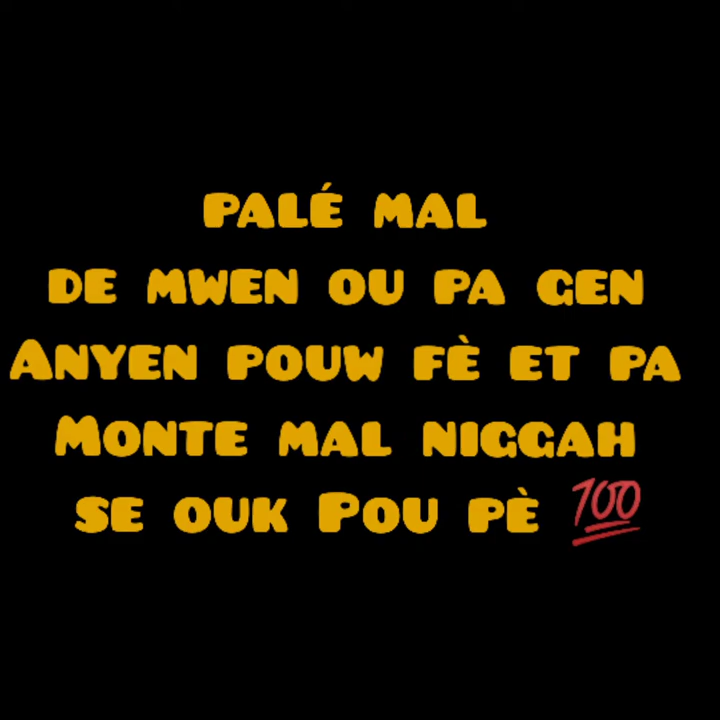 PALÉ MAL
DE MWEN OU PA GEN
ANYEN POUW FÈ ET PA
MONTE MAL NIGGAH
SE OUK POU PÈ 💯